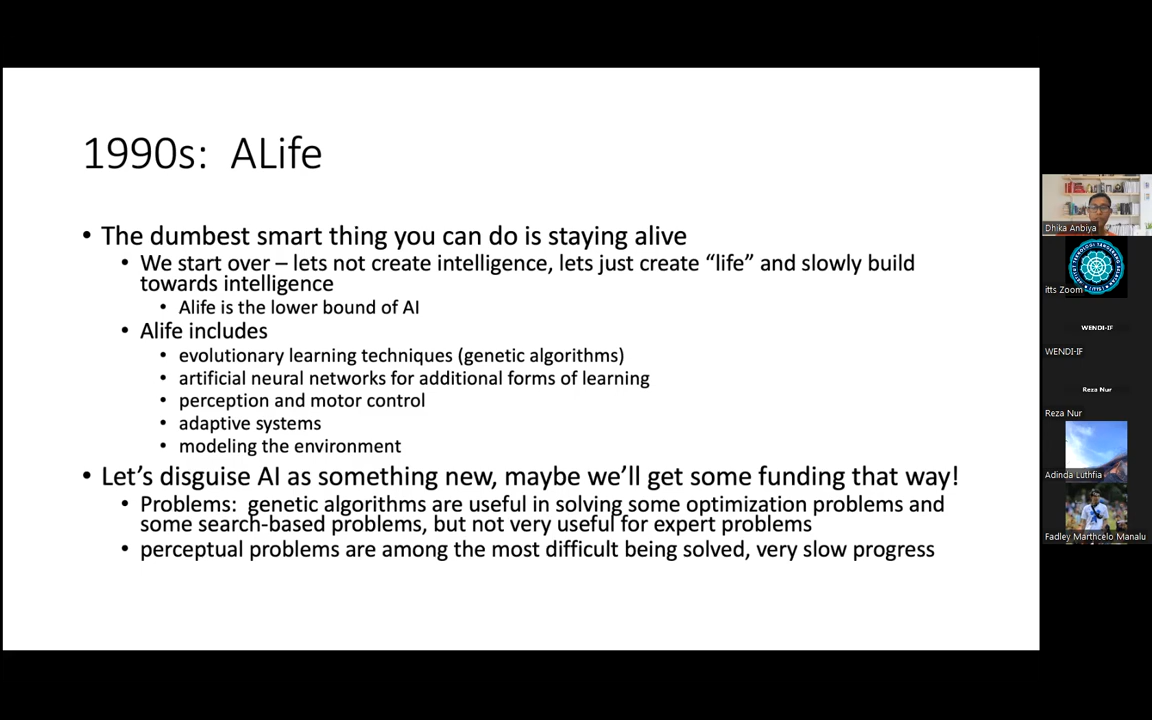 1990s: ALife
• The dumbest smart thing you can do is staying alive
• We start over – lets not create intelligence, lets just create “life” and slowly build
towards intelligence
• Alife is the lower bound of AI
• Alife includes
• evolutionary learning techniques (genetic algorithms)
• artificial neural networks for additional forms of learning
• perception and motor control
• adaptive systems
• modeling the environment
• Let’s disguise AI as something new, maybe we’ll get some funding that way!
• Problems: genetic algorithms are useful in solving some optimization problems and
some search-based problems, but not very useful for expert problems
• perceptual problems are among the most difficult being solved, very slow progress
Dhika Anbiya
itts Zoom
WENDI-IF
WENDI-IF
Reza Nur
Reza Nur
Adinda Luthfia
Fadley Marthcelo Manalu